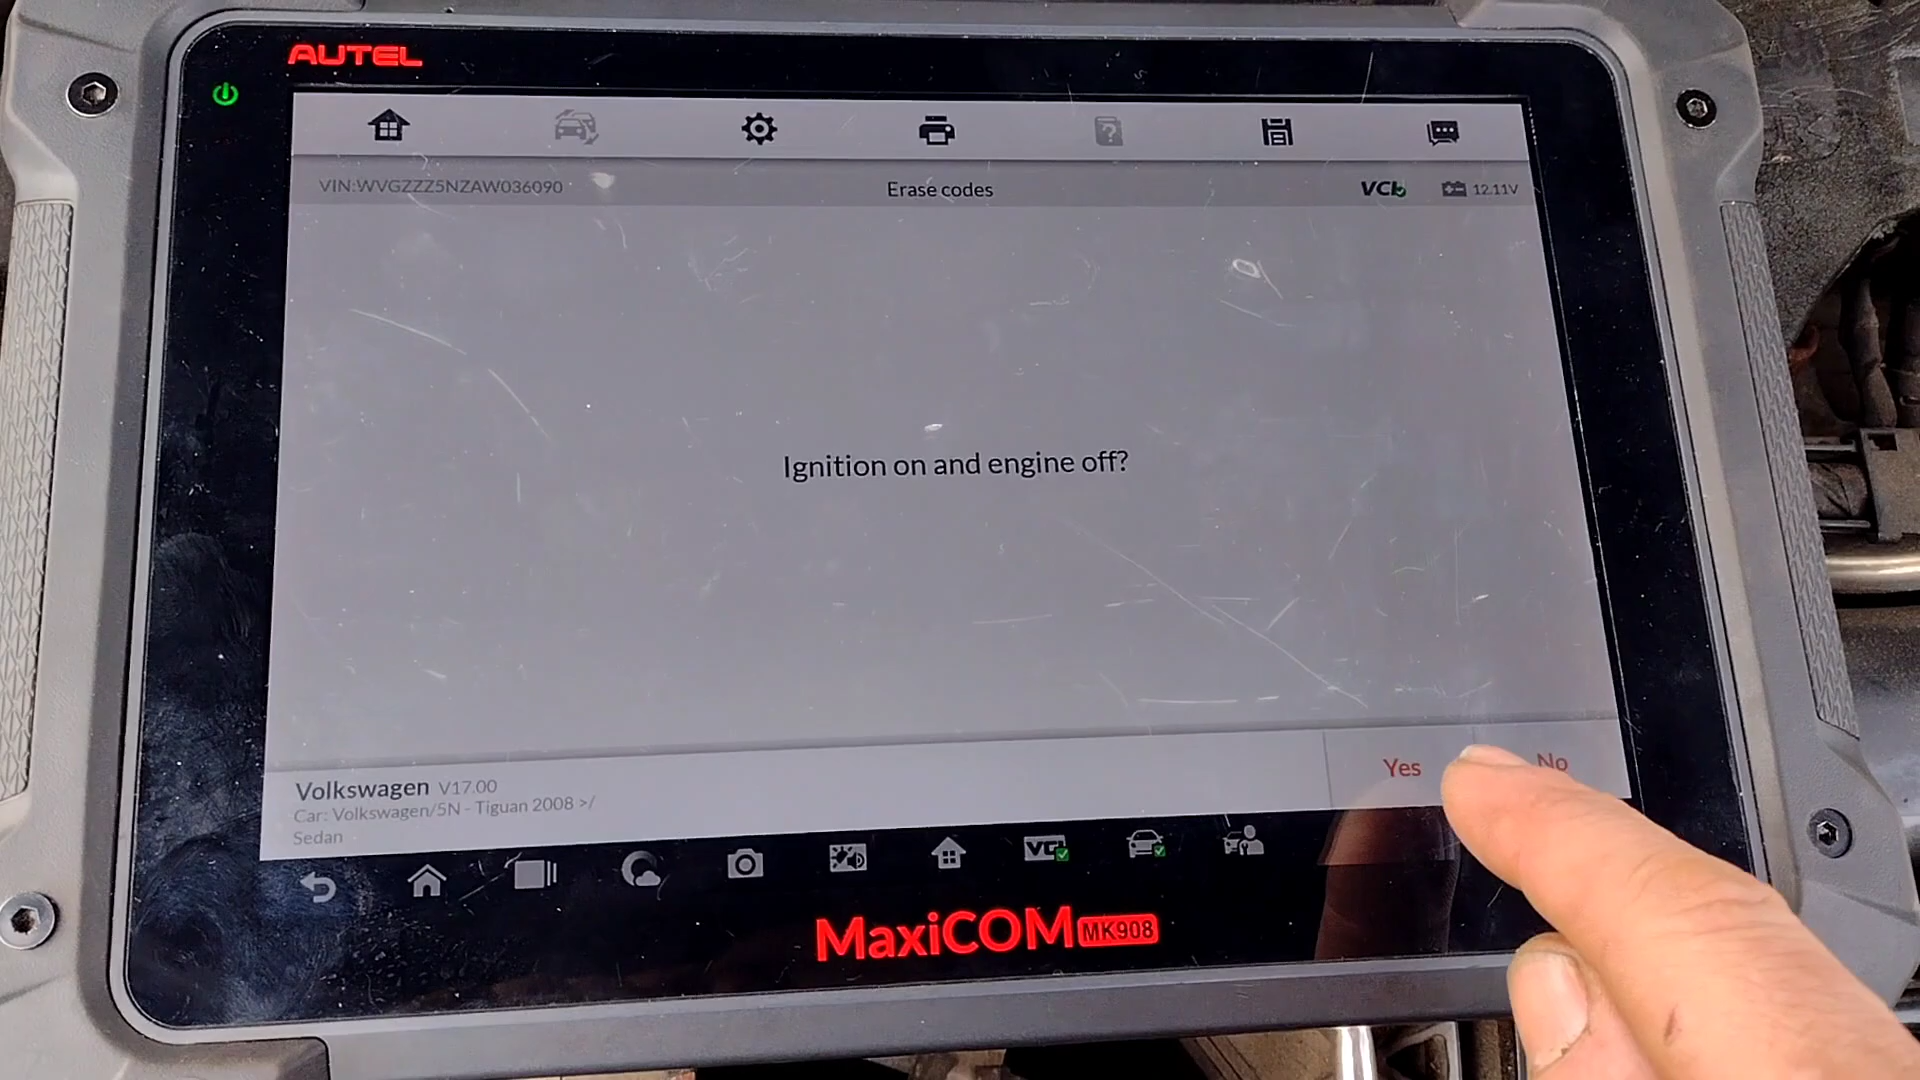 AUTEL
VIN:WVGZZZ5NZAW036090
Erase codes
VCI
12.11V
Ignition on and engine off?
Yes
No
Volkswagen V17.00
Car: Volkswagen/5N - Tiguan 2008 >/
Sedan
VCI
MaxiCOM MK908